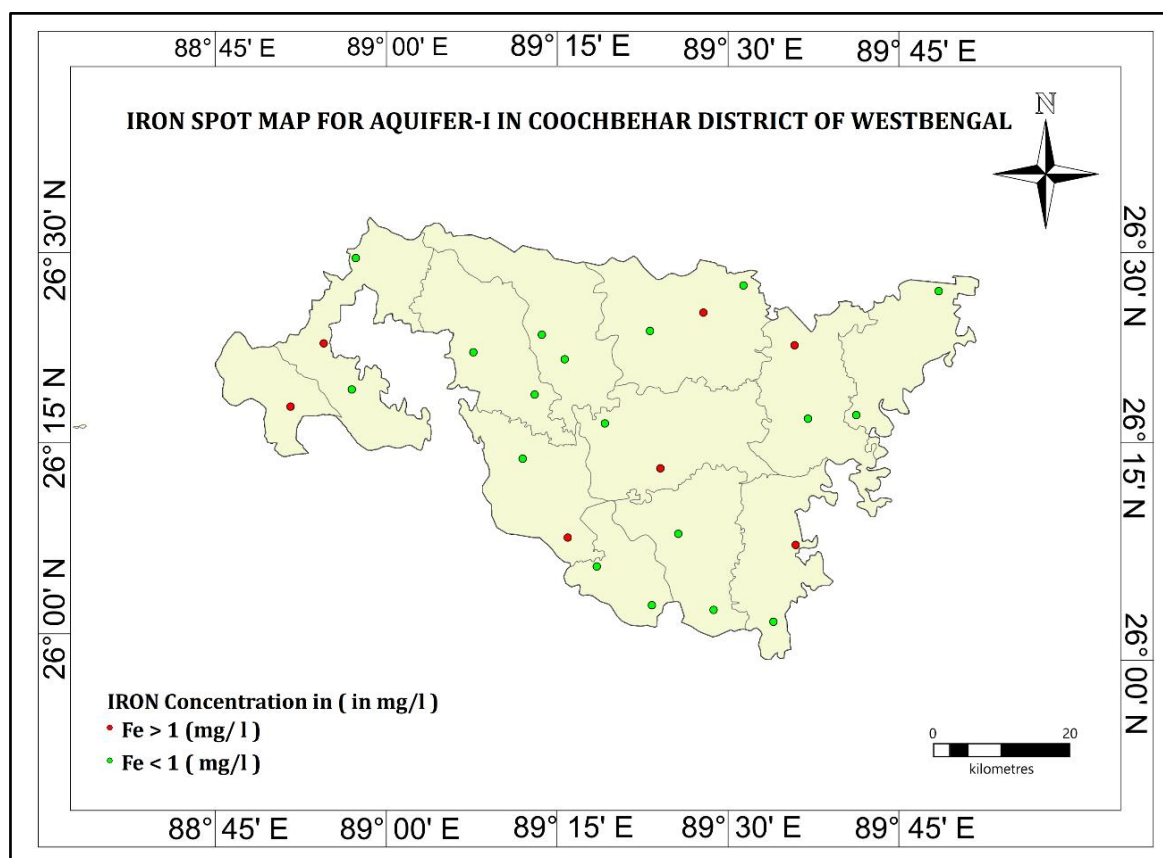 88° 45' E 89° 00' E 89° 15' E 89° 30' E 89° 45' E
IRON SPOT MAP FOR AQUIFER-I IN COOCHBEHAR DISTRICT OF WESTBENGAL
N
26° 30' N
26° 15' N
26° 00' N
26° 30' N
26° 15' N
26° 00' N
IRON Concentration in ( in mg/l )
Fe > 1 (mg/ l )
Fe < 1 ( mg/l )
0 20
kilometres
88° 45' E 89° 00' E 89° 15' E 89° 30' E 89° 45' E